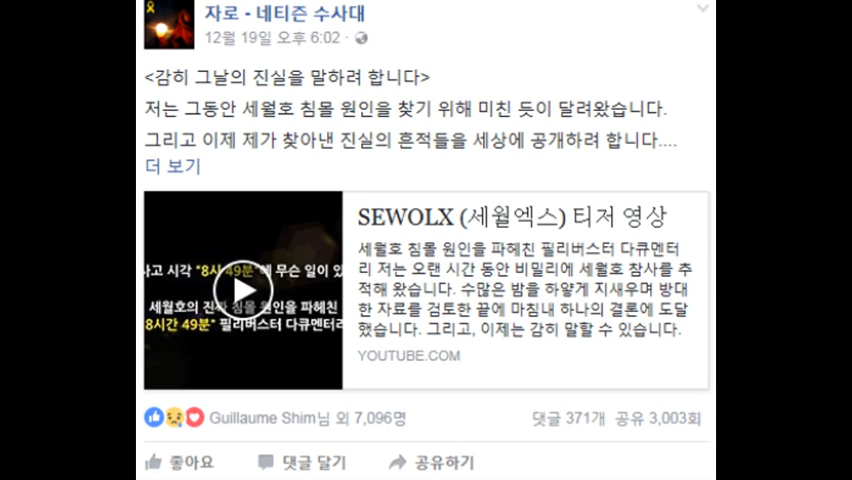 자로 - 네티즌 수사대
12월 19일 오후 6:02 ·
<감히 그날의 진실을 말하려 합니다>
저는 그동안 세월호 침몰 원인을 찾기 위해 미친 듯이 달려왔습니다.
그리고 이제 제가 찾아낸 진실의 흔적들을 세상에 공개하려 합니다....
더 보기
사고 시각 "8시 49분"에 무슨 일이 있
세월호의 진짜 침몰 원인을 파헤친
8시간 49분" 필리버스터 다큐멘터리
SEWOLX (세월엑스) 티저 영상
세월호 침몰 원인을 파헤친 필리버스터 다큐멘터
리 저는 오랜 시간 동안 비밀리에 세월호 참사를 추
적해 왔습니다. 수많은 밤을 하얗게 지새우며 방대
한 자료를 검토한 끝에 마침내 하나의 결론에 도달
했습니다. 그리고, 이제는 감히 말할 수 있습니다.
YOUTUBE.COM
Guillaume Shim님 외 7,096명
댓글 371개 공유 3,003회
좋아요 댓글 달기 공유하기